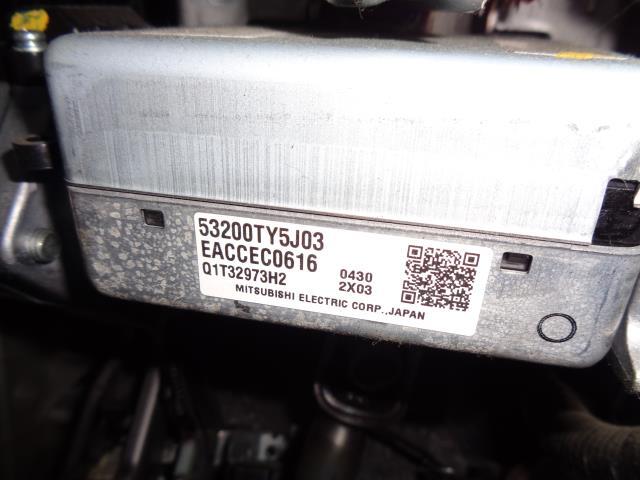 53200TY5J03
EACCEC0616
Q1T32973H2
0430
2X03
MITSUBISHI ELECTRIC CORP.,JAPAN